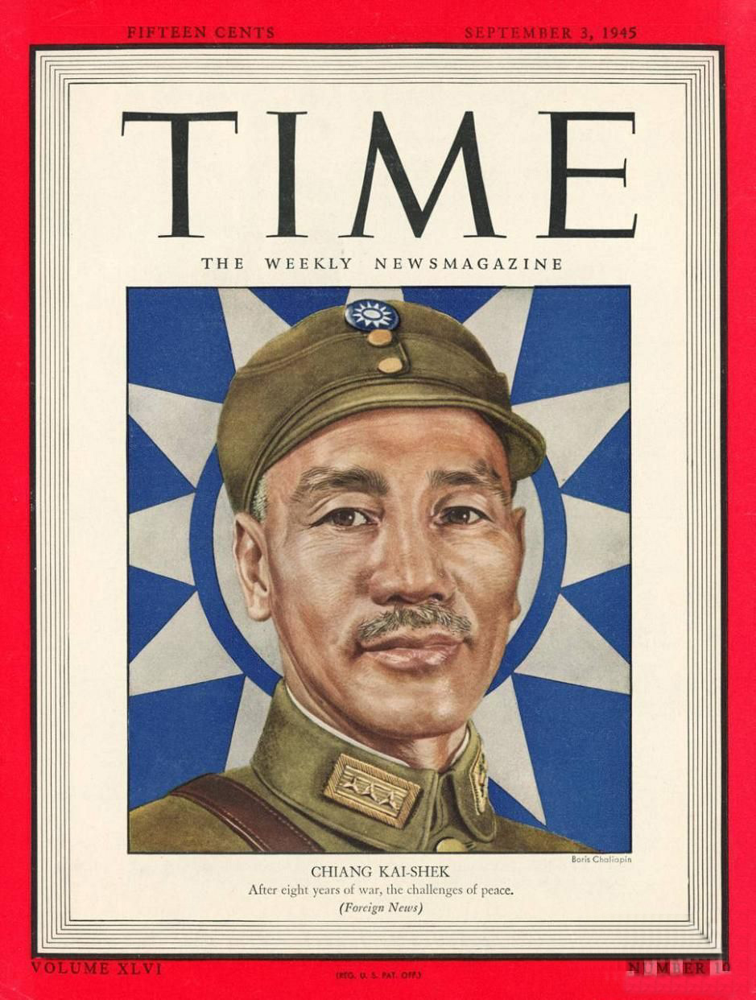 FIFTEEN CENTS SEPTEMBER 3, 1945
TIME
THE WEEKLY NEWSMAGAZINE
Boris Chaliapin
CHIANG KAI-SHEK
After eight years of war, the challenges of peace.
(Foreign News)
VOLUME XLVI (REG. U. S. PAT. OFF.) NUMBER 10